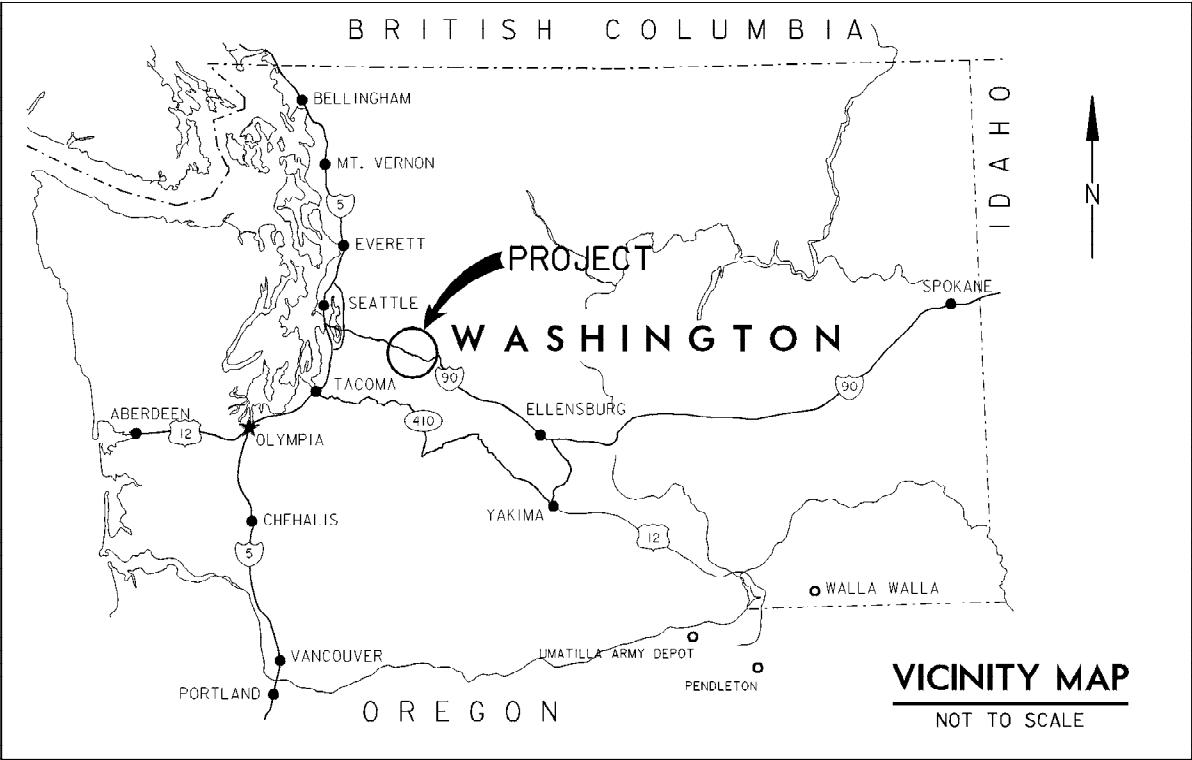 BRITISH COLUMBIA
BELLINGHAM
IDAHO
MT. VERNON
N
5
EVERETT
PROJECT
SPOKANE
SEATTLE
WASHINGTON
90
TACOMA
90
ABERDEEN
410
ELLENSBURG
12
OLYMPIA
YAKIMA
CHEHALIS
12
5
WALLA WALLA
VANCOUVER
UMATILLA ARMY DEPOT
VICINITY MAP
PENDLETON
PORTLAND
OREGON
NOT TO SCALE